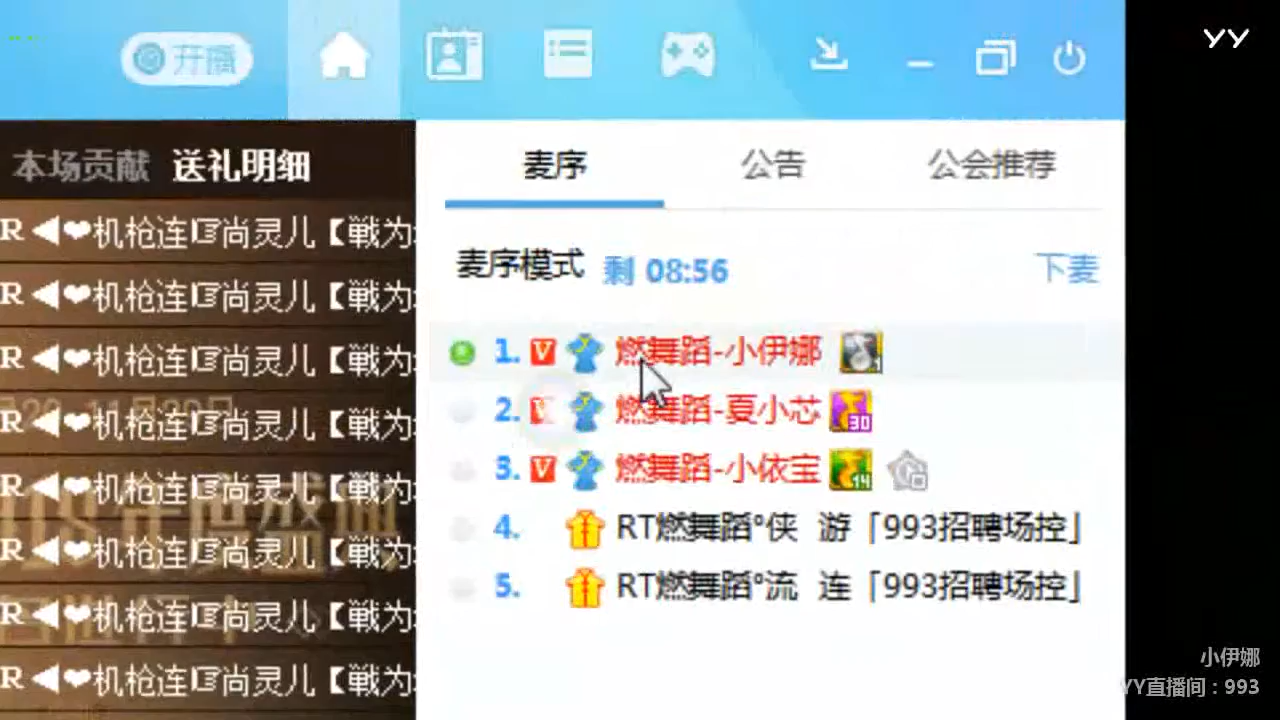 YY
开播
本场贡献 送礼明细
麦序 公告 公会推荐
R ◀❤机枪连☞尚灵儿【戦为
麦序模式 剩 08:56 下麦
R ◀❤机枪连☞尚灵儿【戦为
1. V 燃舞蹈-小伊娜
R ◀❤机枪连☞尚灵儿【戦为
2. V 燃舞蹈-夏小芯 30
R ◀❤机枪连☞尚灵儿【戦为
3. V 燃舞蹈-小依宝 14
R ◀❤机枪连☞尚灵儿【戦为
4. RT燃舞蹈°侠 游「993招聘场控」
R ◀❤机枪连☞尚灵儿【戦为
5. RT燃舞蹈°流 连「993招聘场控」
R ◀❤机枪连☞尚灵儿【戦为
R ◀❤机枪连☞尚灵儿【戦为
小伊娜
YY直播间：993